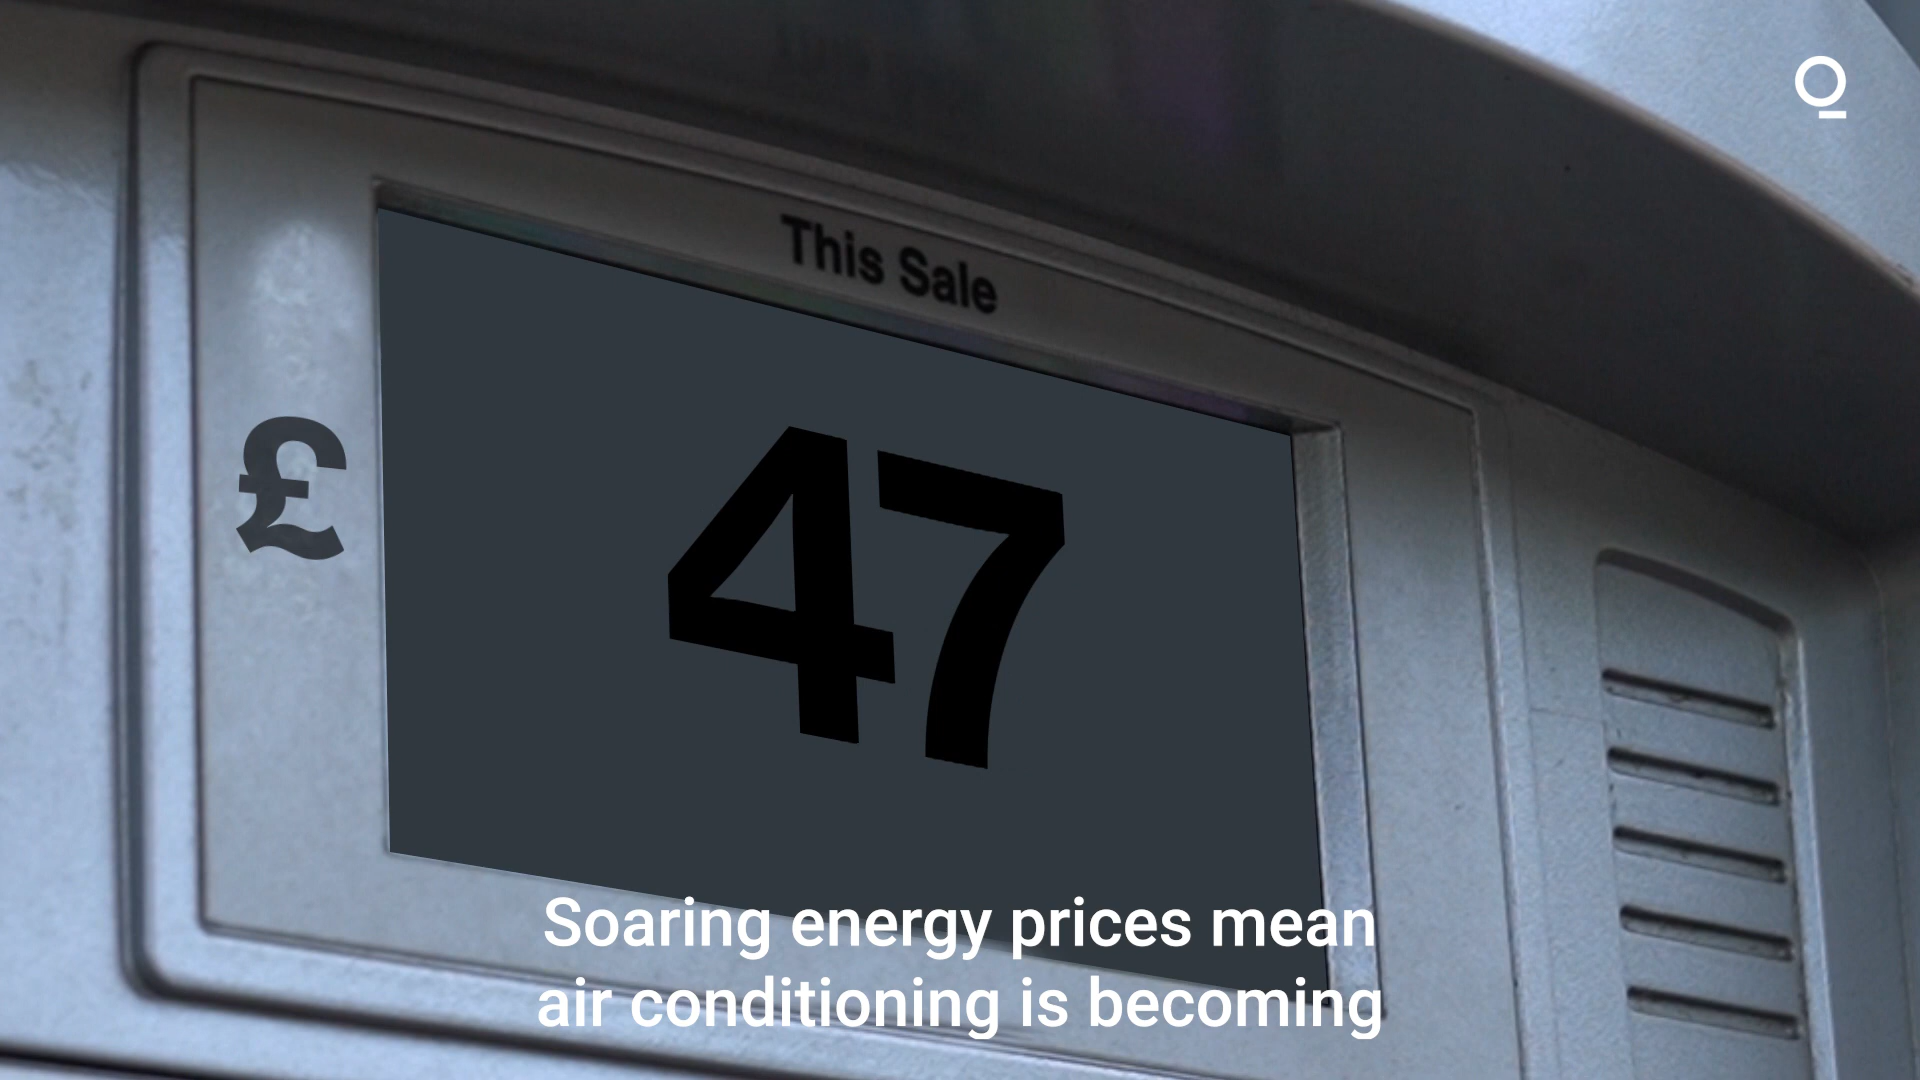 This Sale
£
47
Soaring energy prices mean
air conditioning is becoming